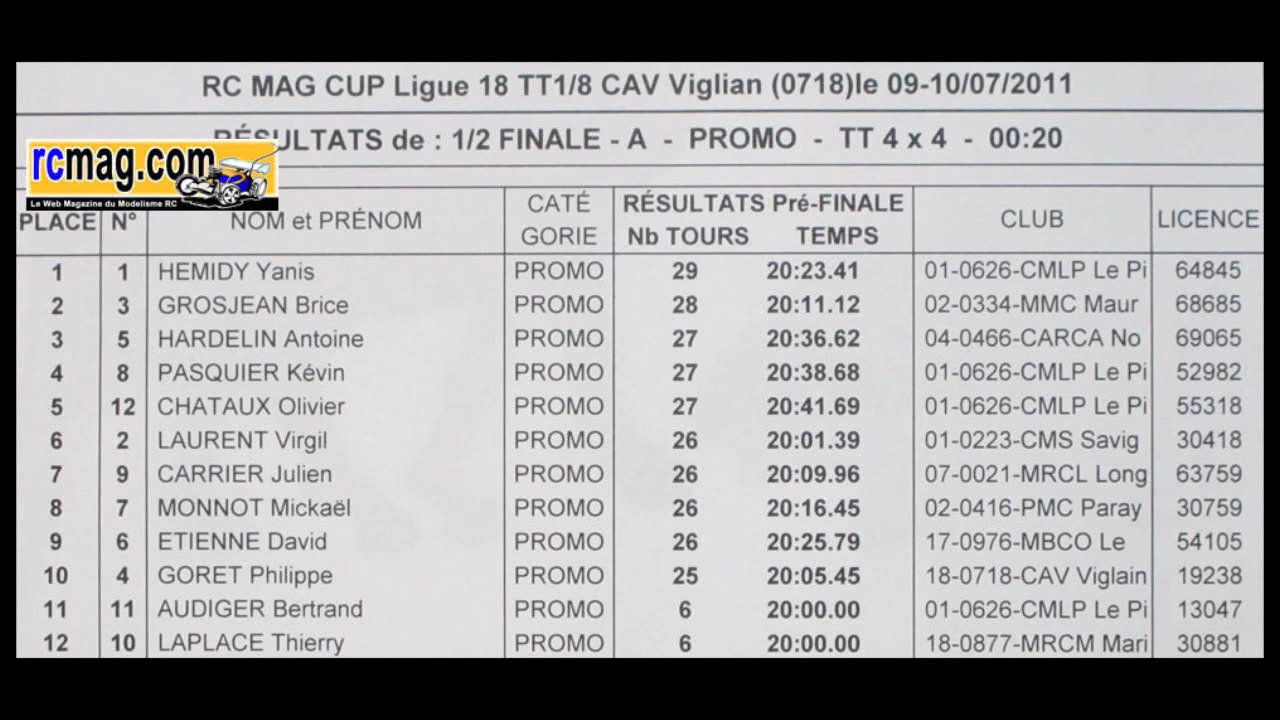 RC MAG CUP Ligue 18 TT1/8 CAV Viglian (0718)le 09-10/07/2011
RÉSULTATS de : 1/2 FINALE - A - PROMO - TT 4 x 4 - 00:20
rcmag.com
Le Web Magazine du Modelisme RC
PLACE N° NOM et PRÉNOM CATÉ GORIE RÉSULTATS Pré-FINALE Nb TOURS TEMPS CLUB LICENCE
1 1 HEMIDY Yanis PROMO 29 20:23.41 01-0626-CMLP Le Pi 64845
2 3 GROSJEAN Brice PROMO 28 20:11.12 02-0334-MMC Maur 68685
3 5 HARDELIN Antoine PROMO 27 20:36.62 04-0466-CARCA No 69065
4 8 PASQUIER Kévin PROMO 27 20:38.68 01-0626-CMLP Le Pi 52982
5 12 CHATAUX Olivier PROMO 27 20:41.69 01-0626-CMLP Le Pi 55318
6 2 LAURENT Virgil PROMO 26 20:01.39 01-0223-CMS Savig 30418
7 9 CARRIER Julien PROMO 26 20:09.96 07-0021-MRCL Long 63759
8 7 MONNOT Mickaël PROMO 26 20:16.45 02-0416-PMC Paray 30759
9 6 ETIENNE David PROMO 26 20:25.79 17-0976-MBCO Le 54105
10 4 GORET Philippe PROMO 25 20:05.45 18-0718-CAV Viglain 19238
11 11 AUDIGER Bertrand PROMO 6 20:00.00 01-0626-CMLP Le Pi 13047
12 10 LAPLACE Thierry PROMO 6 20:00.00 18-0877-MRCM Mari 30881